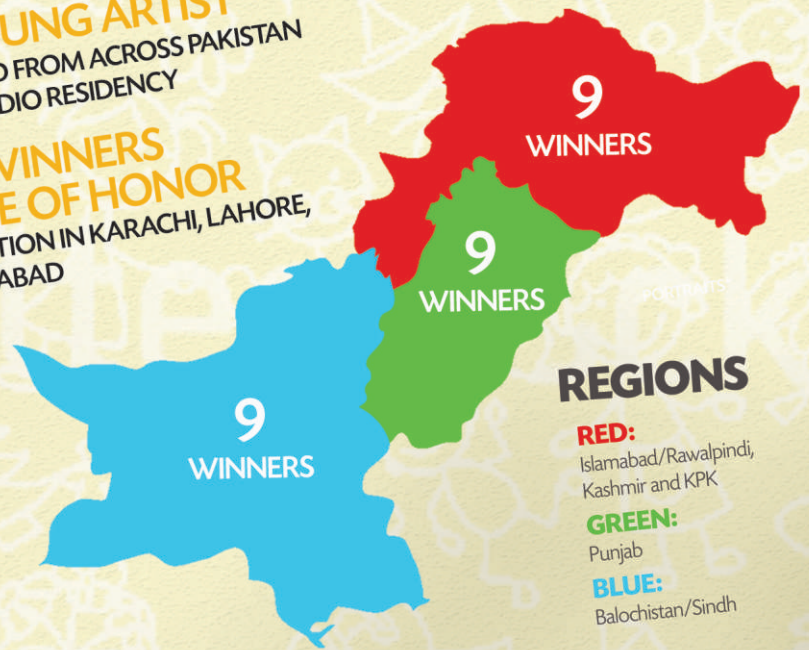 UNG ARTIST
D FROM ACROSS PAKISTAN
DIO RESIDENCY
WINNERS
E OF HONOR
TION IN KARACHI, LAHORE,
ABAD
9
WINNERS
9
WINNERS
9
WINNERS
REGIONS
RED:
Islamabad/Rawalpindi,
Kashmir and KPK
GREEN:
Punjab
BLUE:
Balochistan/Sindh